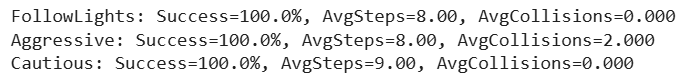 FollowLights: Success=100.0%, AvgSteps=8.00, AvgCollisions=0.000
Aggressive: Success=100.0%, AvgSteps=8.00, AvgCollisions=2.000
Cautious: Success=100.0%, AvgSteps=9.00, AvgCollisions=0.000